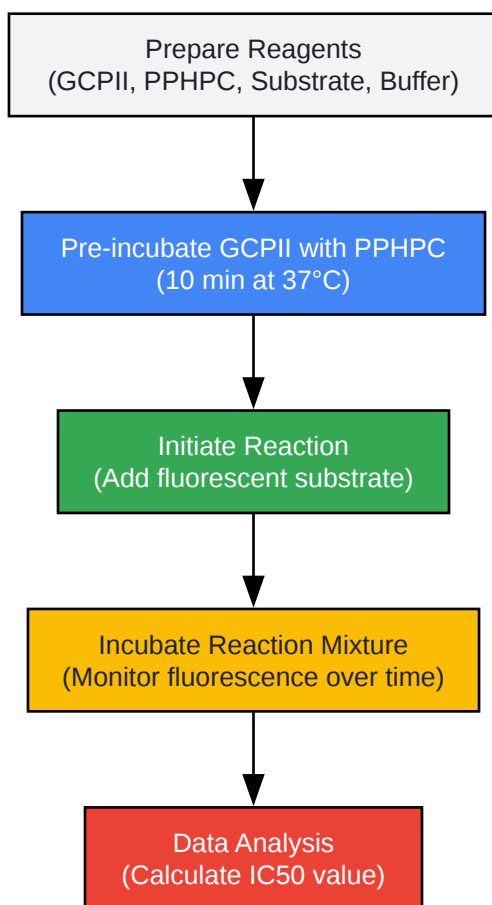 Prepare Reagents
(GCPII, PPHPC, Substrate, Buffer)
Pre-incubate GCPII with PPHPC
(10 min at 37°C)
Initiate Reaction
(Add fluorescent substrate)
Incubate Reaction Mixture
(Monitor fluorescence over time)
Data Analysis
(Calculate IC50 value)